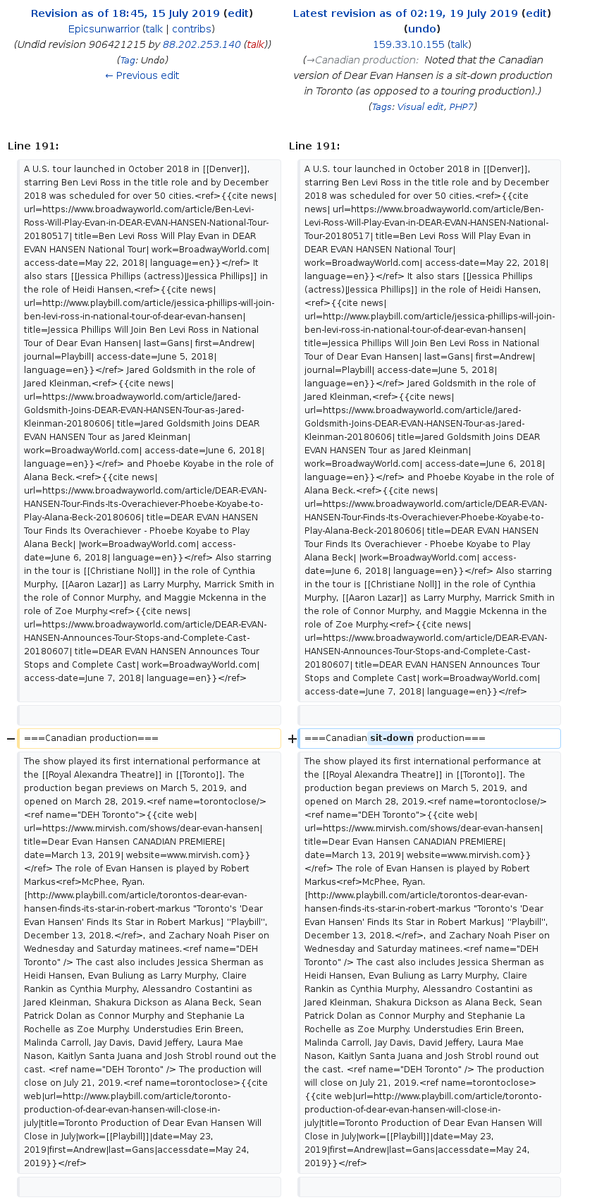 Revision as of 18:45, 15 July 2019 (edit)
Epicsunwarrior (talk | contribs)
(Undid revision 906421215 by 88.202.253.140 (talk))
(Tag: Undo)
← Previous edit
Latest revision as of 02:19, 19 July 2019 (edit)
(undo)
159.33.10.155 (talk)
(→Canadian production: Noted that the Canadian
version of Dear Evan Hansen is a sit-down production
in Toronto (as opposed to a touring production).)
(Tags: Visual edit, PHP7)
Line 191:
A U.S. tour launched in October 2018 in [[Denver]],
starring Ben Levi Ross in the title role and by December
2018 was scheduled for over 50 cities.<ref>{{cite news|
url=https://www.broadwayworld.com/article/Ben-Levi-
Ross-Will-Play-Evan-in-DEAR-EVAN-HANSEN-National-Tour-
20180517| title=Ben Levi Ross Will Play Evan in
DEAR EVAN HANSEN National Tour| work=BroadwayWorld.com|
access-date=May 22, 2018| language=en}}</ref> It
also stars [[Jessica Phillips (actress)|Jessica Phillips]] in
the role of Heidi Hansen,<ref>{{cite news|
url=http://www.playbill.com/article/jessica-phillips-will-join-
ben-levi-ross-in-national-tour-of-dear-evan-hansen|
title=Jessica Phillips Will Join Ben Levi Ross in National
Tour of Dear Evan Hansen| last=Gans| first=Andrew|
journal=Playbill| access-date=June 5, 2018|
language=en}}</ref> Jared Goldsmith in the role of
Jared Kleinman,<ref>{{cite news|
url=https://www.broadwayworld.com/article/Jared-
Goldsmith-Joins-DEAR-EVAN-HANSEN-Tour-as-Jared-
Kleinman-20180606| title=Jared Goldsmith Joins DEAR
EVAN HANSEN Tour as Jared Kleinman|
work=BroadwayWorld.com| access-date=June 6, 2018|
language=en}}</ref> and Phoebe Koyabe in the role of
Alana Beck.<ref>{{cite news|
url=https://www.broadwayworld.com/article/DEAR-EVAN-
HANSEN-Tour-Finds-Its-Overachiever-Phoebe-Koyabe-to-
Play-Alana-Beck-20180606| title=DEAR EVAN HANSEN
Tour Finds Its Overachiever - Phoebe Koyabe to Play
Alana Beck| |work=BroadwayWorld.com| access-
date=June 6, 2018| language=en}}</ref> Also starring
in the tour is [[Christiane Noll]] in the role of Cynthia
Murphy, [[Aaron Lazar]] as Larry Murphy, Marrick Smith in
the role of Connor Murphy, and Maggie Mckenna in the
role of Zoe Murphy.<ref>{{cite news|
url=https://www.broadwayworld.com/article/DEAR-EVAN-
HANSEN-Announces-Tour-Stops-and-Complete-Cast-
20180607| title=DEAR EVAN HANSEN Announces Tour
Stops and Complete Cast| work=BroadwayWorld.com|
access-date=June 7, 2018| language=en}}</ref>
− ===Canadian production===
The show played its first international performance at
the [[Royal Alexandra Theatre]] in [[Toronto]]. The
production began previews on March 5, 2019, and
opened on March 28, 2019.<ref name=torontoclose/>
<ref name="DEH Toronto">{{cite web|
url=https://www.mirvish.com/shows/dear-evan-hansen|
title=Dear Evan Hansen CANADIAN PREMIERE|
date=March 13, 2019| website=www.mirvish.com}}
</ref> The role of Evan Hansen is played by Robert
Markus<ref>McPhee, Ryan.
[http://www.playbill.com/article/torontos-dear-evan-
hansen-finds-its-star-in-robert-markus "Toronto's 'Dear
Evan Hansen' Finds Its Star in Robert Markus] ''Playbill'',
December 13, 2018.</ref>, and Zachary Noah Piser on
Wednesday and Saturday matinees.<ref name="DEH
Toronto" /> The cast also includes Jessica Sherman as
Heidi Hansen, Evan Buliung as Larry Murphy, Claire
Rankin as Cynthia Murphy, Alessandro Costantini as
Jared Kleinman, Shakura Dickson as Alana Beck, Sean
Patrick Dolan as Connor Murphy and Stephanie La
Rochelle as Zoe Murphy. Understudies Erin Breen,
Malinda Carroll, Jay Davis, David Jeffery, Laura Mae
Nason, Kaitlyn Santa Juana and Josh Strobl round out the
cast. <ref name="DEH Toronto" /> The production will
close on July 21, 2019.<ref name=torontoclose>{{cite
web|url=http://www.playbill.com/article/toronto-
production-of-dear-evan-hansen-will-close-in-
july|title=Toronto Production of Dear Evan Hansen Will
Close in July|work=[[Playbill]]|date=May 23,
2019|first=Andrew|last=Gans|accessdate=May 24,
2019}}</ref>
Line 191:
A U.S. tour launched in October 2018 in [[Denver]],
starring Ben Levi Ross in the title role and by December
2018 was scheduled for over 50 cities.<ref>{{cite
news| url=https://www.broadwayworld.com/article/Ben-
Levi-Ross-Will-Play-Evan-in-DEAR-EVAN-HANSEN-National-
Tour-20180517| title=Ben Levi Ross Will Play Evan in
DEAR EVAN HANSEN National Tour|
work=BroadwayWorld.com| access-date=May 22, 2018|
language=en}}</ref> It also stars [[Jessica Phillips
(actress)|Jessica Phillips]] in the role of Heidi Hansen,
<ref>{{cite news|
url=http://www.playbill.com/article/jessica-phillips-will-join-
ben-levi-ross-in-national-tour-of-dear-evan-hansen|
title=Jessica Phillips Will Join Ben Levi Ross in National
Tour of Dear Evan Hansen| last=Gans| first=Andrew|
journal=Playbill| access-date=June 5, 2018|
language=en}}</ref> Jared Goldsmith in the role of
Jared Kleinman,<ref>{{cite news|
url=https://www.broadwayworld.com/article/Jared-
Goldsmith-Joins-DEAR-EVAN-HANSEN-Tour-as-Jared-
Kleinman-20180606| title=Jared Goldsmith Joins DEAR
EVAN HANSEN Tour as Jared Kleinman|
work=BroadwayWorld.com| access-date=June 6, 2018|
language=en}}</ref> and Phoebe Koyabe in the role of
Alana Beck.<ref>{{cite news|
url=https://www.broadwayworld.com/article/DEAR-EVAN-
HANSEN-Tour-Finds-Its-Overachiever-Phoebe-Koyabe-to-
Play-Alana-Beck-20180606| title=DEAR EVAN HANSEN
Tour Finds Its Overachiever - Phoebe Koyabe to Play
Alana Beck| |work=BroadwayWorld.com| access-
date=June 6, 2018| language=en}}</ref> Also starring
in the tour is [[Christiane Noll]] in the role of Cynthia
Murphy, [[Aaron Lazar]] as Larry Murphy, Marrick Smith in
the role of Connor Murphy, and Maggie Mckenna in the
role of Zoe Murphy.<ref>{{cite news|
url=https://www.broadwayworld.com/article/DEAR-EVAN-
HANSEN-Announces-Tour-Stops-and-Complete-Cast-
20180607| title=DEAR EVAN HANSEN Announces Tour
Stops and Complete Cast| work=BroadwayWorld.com|
access-date=June 7, 2018| language=en}}</ref>
+ ===Canadian sit-down production===
The show played its first international performance at
the [[Royal Alexandra Theatre]] in [[Toronto]]. The
production began previews on March 5, 2019, and
opened on March 28, 2019.<ref name=torontoclose/>
<ref name="DEH Toronto">{{cite web|
url=https://www.mirvish.com/shows/dear-evan-hansen|
title=Dear Evan Hansen CANADIAN PREMIERE|
date=March 13, 2019| website=www.mirvish.com}}
</ref> The role of Evan Hansen is played by Robert
Markus<ref>McPhee, Ryan.
[http://www.playbill.com/article/torontos-dear-evan-
hansen-finds-its-star-in-robert-markus "Toronto's 'Dear
Evan Hansen' Finds Its Star in Robert Markus] ''Playbill'',
December 13, 2018.</ref>, and Zachary Noah Piser on
Wednesday and Saturday matinees.<ref name="DEH
Toronto" /> The cast also includes Jessica Sherman as
Heidi Hansen, Evan Buliung as Larry Murphy, Claire
Rankin as Cynthia Murphy, Alessandro Costantini as
Jared Kleinman, Shakura Dickson as Alana Beck, Sean
Patrick Dolan as Connor Murphy and Stephanie La
Rochelle as Zoe Murphy. Understudies Erin Breen,
Malinda Carroll, Jay Davis, David Jeffery, Laura Mae
Nason, Kaitlyn Santa Juana and Josh Strobl round out
the cast. <ref name="DEH Toronto" /> The production
will close on July 21, 2019.<ref name=torontoclose>
{{cite web|url=http://www.playbill.com/article/toronto-
production-of-dear-evan-hansen-will-close-in-
july|title=Toronto Production of Dear Evan Hansen Will
Close in July|work=[[Playbill]]|date=May 23,
2019|first=Andrew|last=Gans|accessdate=May 24,
2019}}</ref>